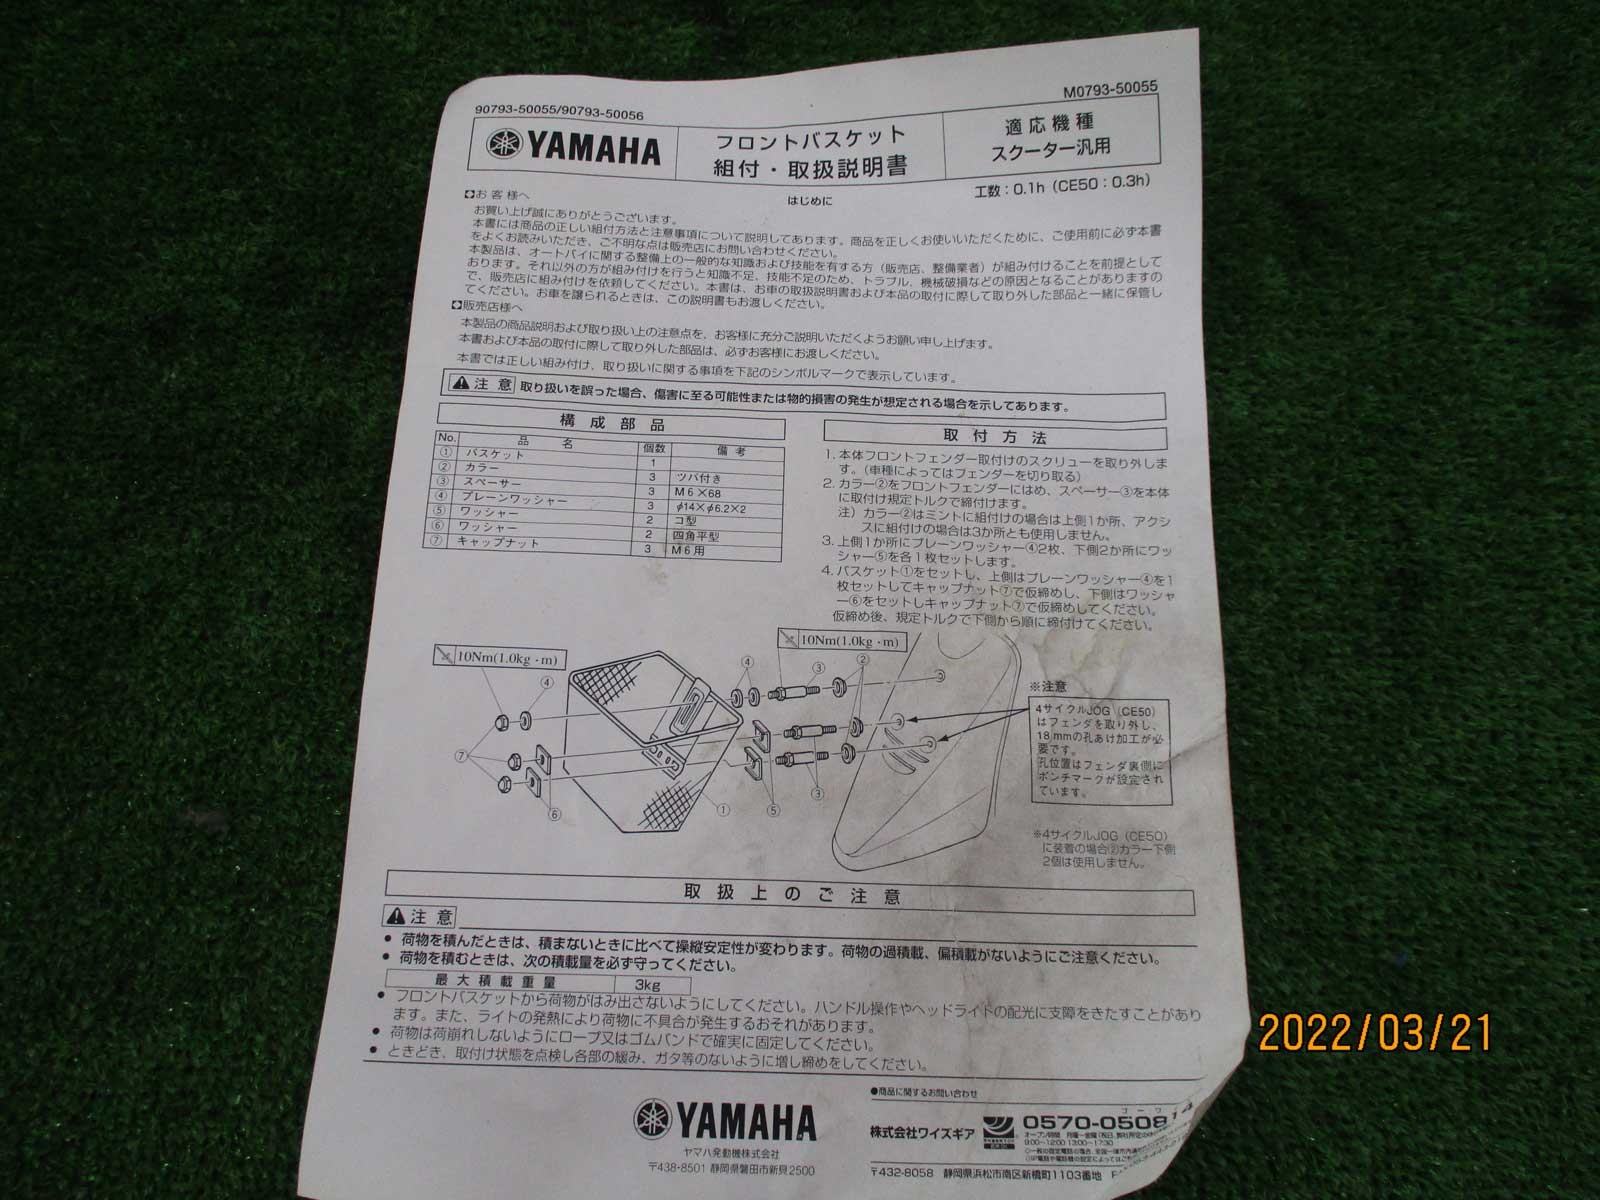 90793-50055/90793-50056
M0793-50055
YAMAHA
フロントバスケット
組付・取扱説明書
適応機種
スクーター汎用
工数：0.1h（CE50：0.3h）
はじめに
お客様へ
お買い上げ誠にありがとうございます。
本書には商品の正しい組付方法と注意事項について説明してあります。商品を正しくお使いいただくために、ご使用前に必ず本書
をよくお読みいただき、ご不明な点は販売店にお問い合わせください。
本製品は、オートバイに関する整備上の一般的な知識および技能を有する方（販売店、整備業者）が組み付けることを前提として
おります。それ以外の方が組み付けを行うと知識不足、技能不足のため、トラブル、機械破損などの原因となることがありますの
で、販売店に組み付けを依頼してください。本書は、お車の取扱説明書および本品の取付に際して取り外した部品と一緒に保管し
てください。お車を譲られるときは、この説明書もお渡しください。
販売店様へ
本製品の商品説明および取り扱い上の注意点を、お客様に充分ご説明いただくようお願い申し上げます。
本書および本品の取付に際して取り外した部品は、必ずお客様にお渡しください。
本書では正しい組み付け，取り扱いに関する事項を下記のシンボルマークで表示しています。
注意 取り扱いを誤った場合、傷害に至る可能性または物的損害の発生が想定される場合を示してあります。
構成部品
No. 品名 個数 備考
① バスケット 1
② カラー 3 ツバ付き
③ スペーサー 3 M6×68
④ プレーンワッシャー 3 φ14×φ6.2×2
⑤ ワッシャー 2 コ型
⑥ ワッシャー 2 四角平型
⑦ キャップナット 3 M6用
取付方法
1. 本体フロントフェンダー取付けのスクリューを取り外しま
す。（車種によってはフェンダーを切り取る）
2. カラー②をフロントフェンダーにはめ、スペーサー③を本体
に取付け規定トルクで締付けます。
注）カラー②はミントに組付けの場合は上側1か所、アクシ
スに組付けの場合は3か所とも使用しません。
3. 上側1か所にプレーンワッシャー④2枚、下側2か所にワッ
シャー⑤を各1枚セットします。
4. バスケット①をセットし、上側はプレーンワッシャー④を1
枚セットしてキャップナット⑦で仮締めし、下側はワッシャ
ー⑥をセットしキャップナット⑦で仮締めしてください。
仮締め後、規定トルクで下側から順に締付けてください。
10Nm(1.0kg・m)
10Nm(1.0kg・m)
④
④
③
②
⑦
⑥
①
⑤
③
※注意
4サイクルJOG（CE50）
はフェンダを取り外し、
18mmの孔あけ加工が必
要です。
孔位置はフェンダ裏側に
ポンチマークが設定され
ています。
※4サイクルJOG（CE50）
に装着の場合②カラー下側
2個は使用しません。
取扱上のご注意
注意
● 荷物を積んだときは、積まないときに比べて操縦安定性が変わります。荷物の過積載、偏積載がないようにご注意ください。
● 荷物を積むときは、次の積載量を必ず守ってください。
最大積載重量 3kg
● フロントバスケットから荷物がはみ出さないようにしてください。ハンドル操作やヘッドライトの配光に支障をきたすことがあり
ます。また、ライトの発熱により荷物に不具合が発生するおそれがあります。
● 荷物は荷崩れしないようにロープ又はゴムバンドで確実に固定してください。
● ときどき、取付け状態を点検し各部の緩み、ガタ等のないように増し締めをしてください。
YAMAHA
ヤマハ発動機株式会社
〒438-8501 静岡県磐田市新貝2500
●商品に関するお問い合わせ
株式会社ワイズギア
0570-050814
オープン時間 月曜～金曜
9:00～12:00 13:00～17:30
〒432-8058 静岡県浜松市南区新橋町1103番地
2022/03/21